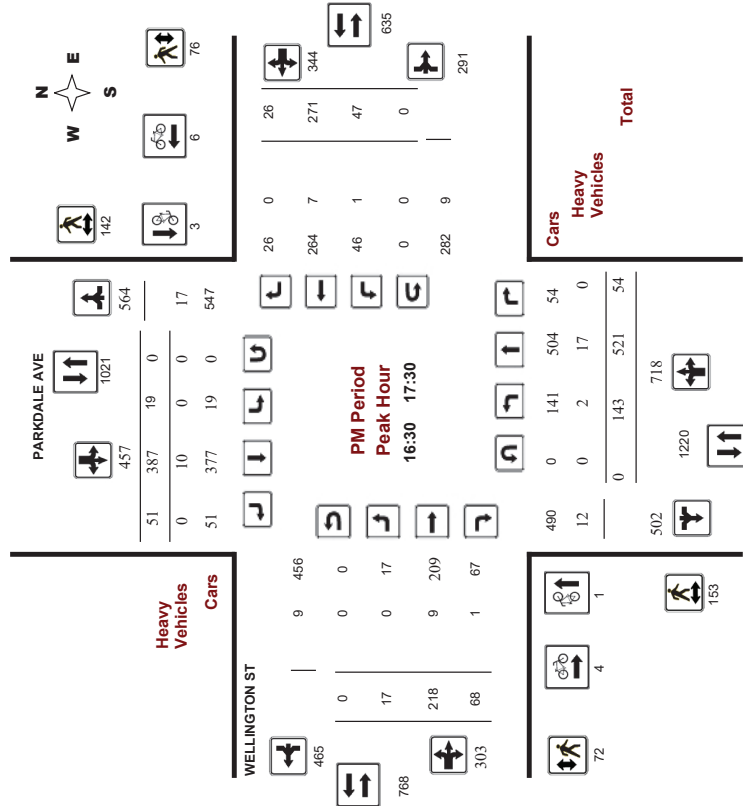 N
W E
S
142
3
6
76
PARKDALE AVE
457
1021
564
51 387 19 0
0 10 0 0 17
51 377 19 0 547
Heavy
Vehicles
Cars
635
344
291
26 0 26
264 7 271
46 1 47
0 0 0
282 9
WELLINGTON ST
465
768
303
9 456
0 0 0
17 0 17
218 9 209
68 1 67
PM Period
Peak Hour
16:30 17:30
Cars
Heavy
Vehicles
Total
490 0 141 504 54
12 0 2 17 0
0 143 521 54
502
1220
718
72
4
1
153